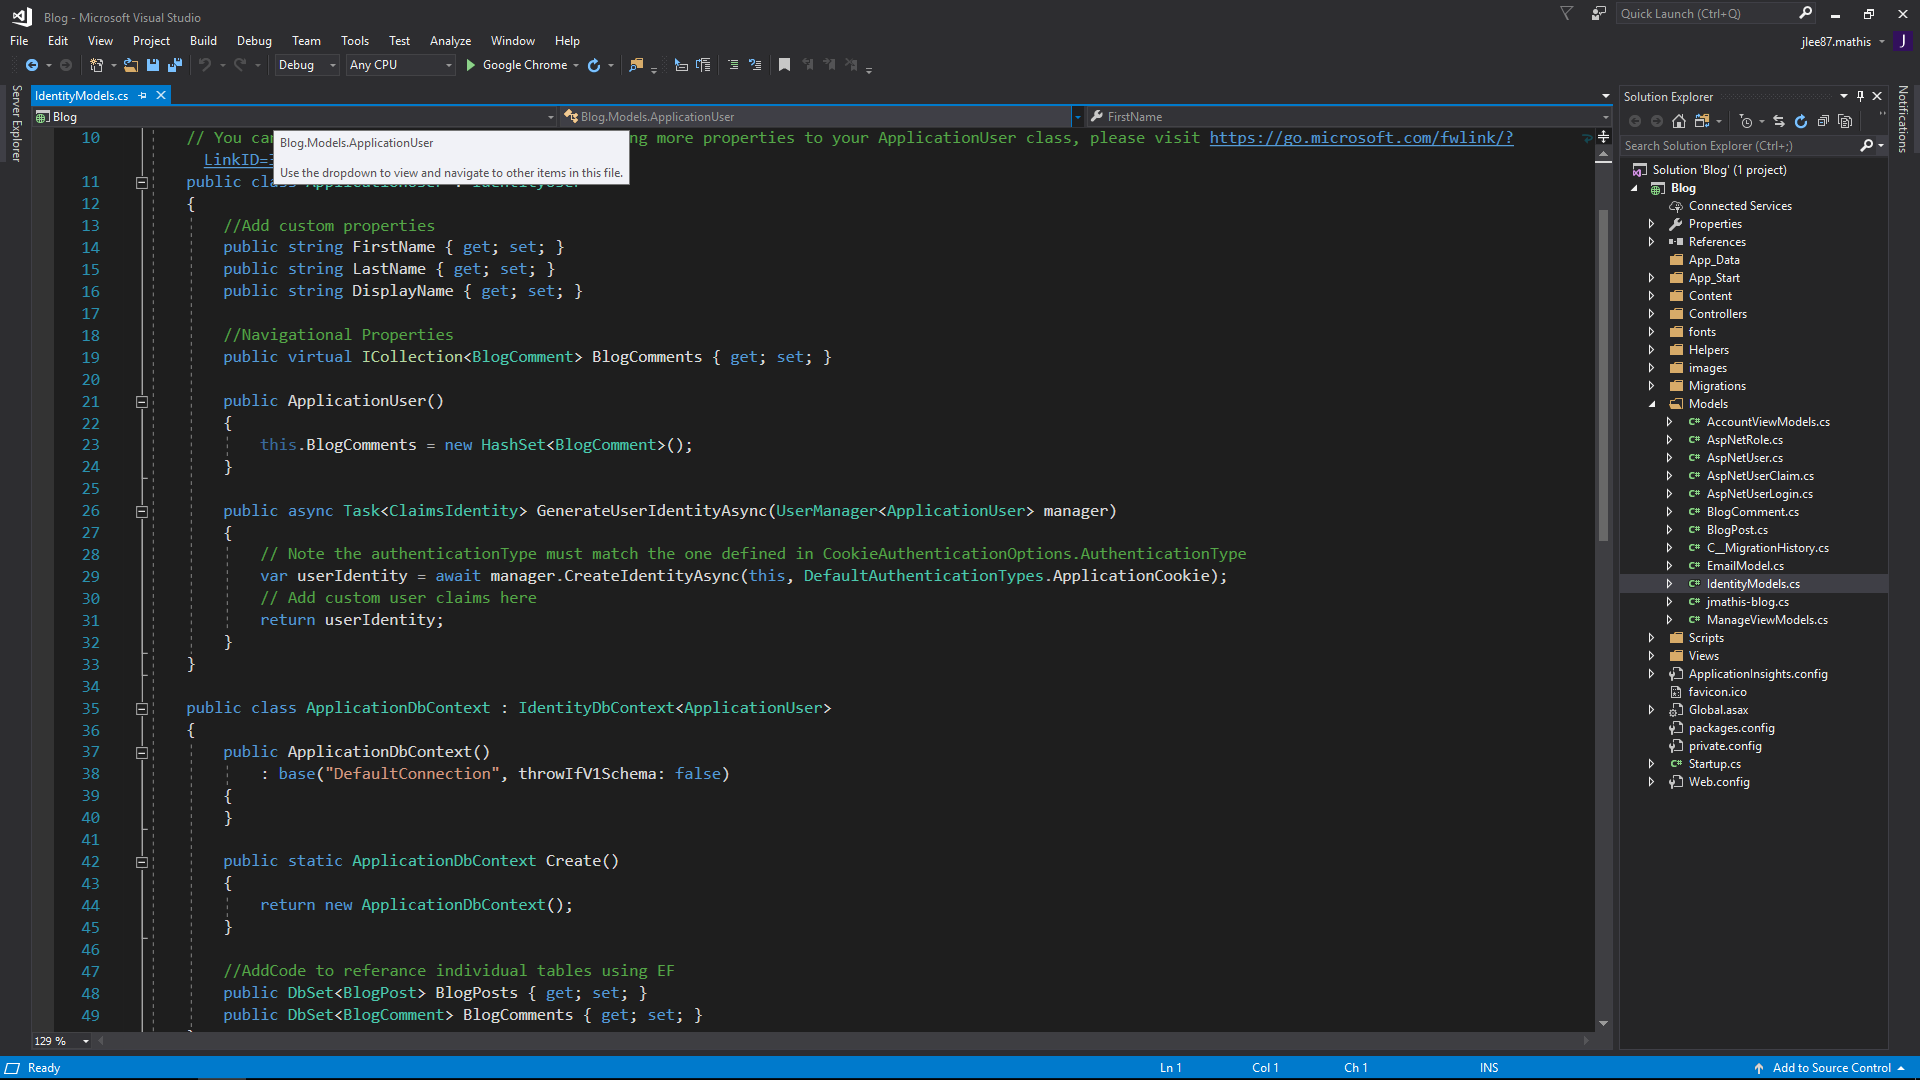 Blog - Microsoft Visual Studio
Quick Launch (Ctrl+Q)
File Edit View Project Build Debug Team Tools Test Analyze Window Help
jlee87.mathis J
Debug Any CPU Google Chrome
Server Explorer
IdentityModels.cs
Blog Blog.Models.ApplicationUser FirstName
Blog.Models.ApplicationUser
Use the dropdown to view and navigate to other items in this file.
10 // You can ng more properties to your ApplicationUser class, please visit https://go.microsoft.com/fwlink/?
LinkID=3
11 public class ApplicationUser : IdentityUser
12 {
13 //Add custom properties
14 public string FirstName { get; set; }
15 public string LastName { get; set; }
16 public string DisplayName { get; set; }
17
18 //Navigational Properties
19 public virtual ICollection<BlogComment> BlogComments { get; set; }
20
21 public ApplicationUser()
22 {
23 this.BlogComments = new HashSet<BlogComment>();
24 }
25
26 public async Task<ClaimsIdentity> GenerateUserIdentityAsync(UserManager<ApplicationUser> manager)
27 {
28 // Note the authenticationType must match the one defined in CookieAuthenticationOptions.AuthenticationType
29 var userIdentity = await manager.CreateIdentityAsync(this, DefaultAuthenticationTypes.ApplicationCookie);
30 // Add custom user claims here
31 return userIdentity;
32 }
33 }
34
35 public class ApplicationDbContext : IdentityDbContext<ApplicationUser>
36 {
37 public ApplicationDbContext()
38 : base("DefaultConnection", throwIfV1Schema: false)
39 {
40 }
41
42 public static ApplicationDbContext Create()
43 {
44 return new ApplicationDbContext();
45 }
46
47 //AddCode to referance individual tables using EF
48 public DbSet<BlogPost> BlogPosts { get; set; }
49 public DbSet<BlogComment> BlogComments { get; set; }
129 %
Solution Explorer
Search Solution Explorer (Ctrl+;)
Solution 'Blog' (1 project)
Blog
Connected Services
Properties
References
App_Data
App_Start
Content
Controllers
fonts
Helpers
images
Migrations
Models
C# AccountViewModels.cs
C# AspNetRole.cs
C# AspNetUser.cs
C# AspNetUserClaim.cs
C# AspNetUserLogin.cs
C# BlogComment.cs
C# BlogPost.cs
C# C__MigrationHistory.cs
C# EmailModel.cs
C# IdentityModels.cs
C# jmathis-blog.cs
C# ManageViewModels.cs
Scripts
Views
ApplicationInsights.config
favicon.ico
Global.asax
packages.config
private.config
C# Startup.cs
Web.config
Notifications
Ready Ln 1 Col 1 Ch 1 INS Add to Source Control